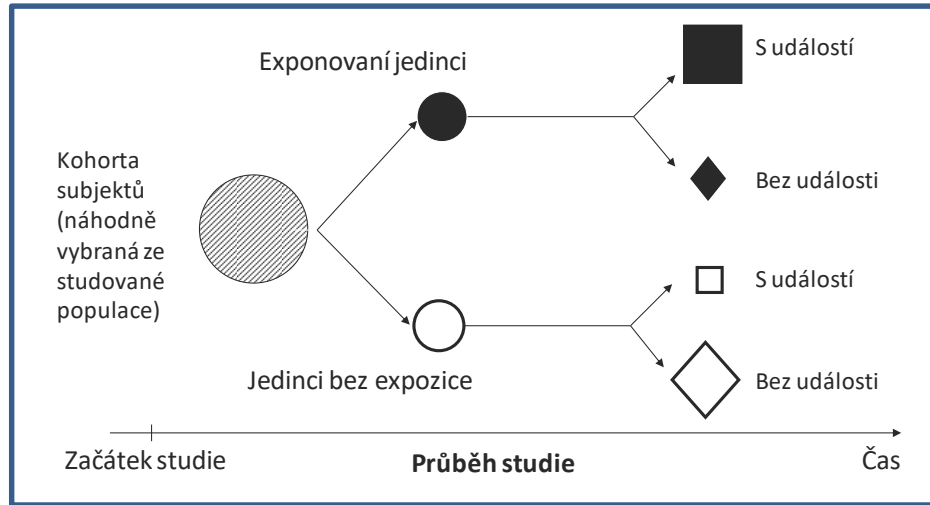 Exponovaní jedinci
S událostí
Kohorta
subjektů
(náhodně
vybraná ze
studované
populace)
Bez události
S událostí
Jedinci bez expozice
Bez události
Začátek studie
Průběh studie
Čas